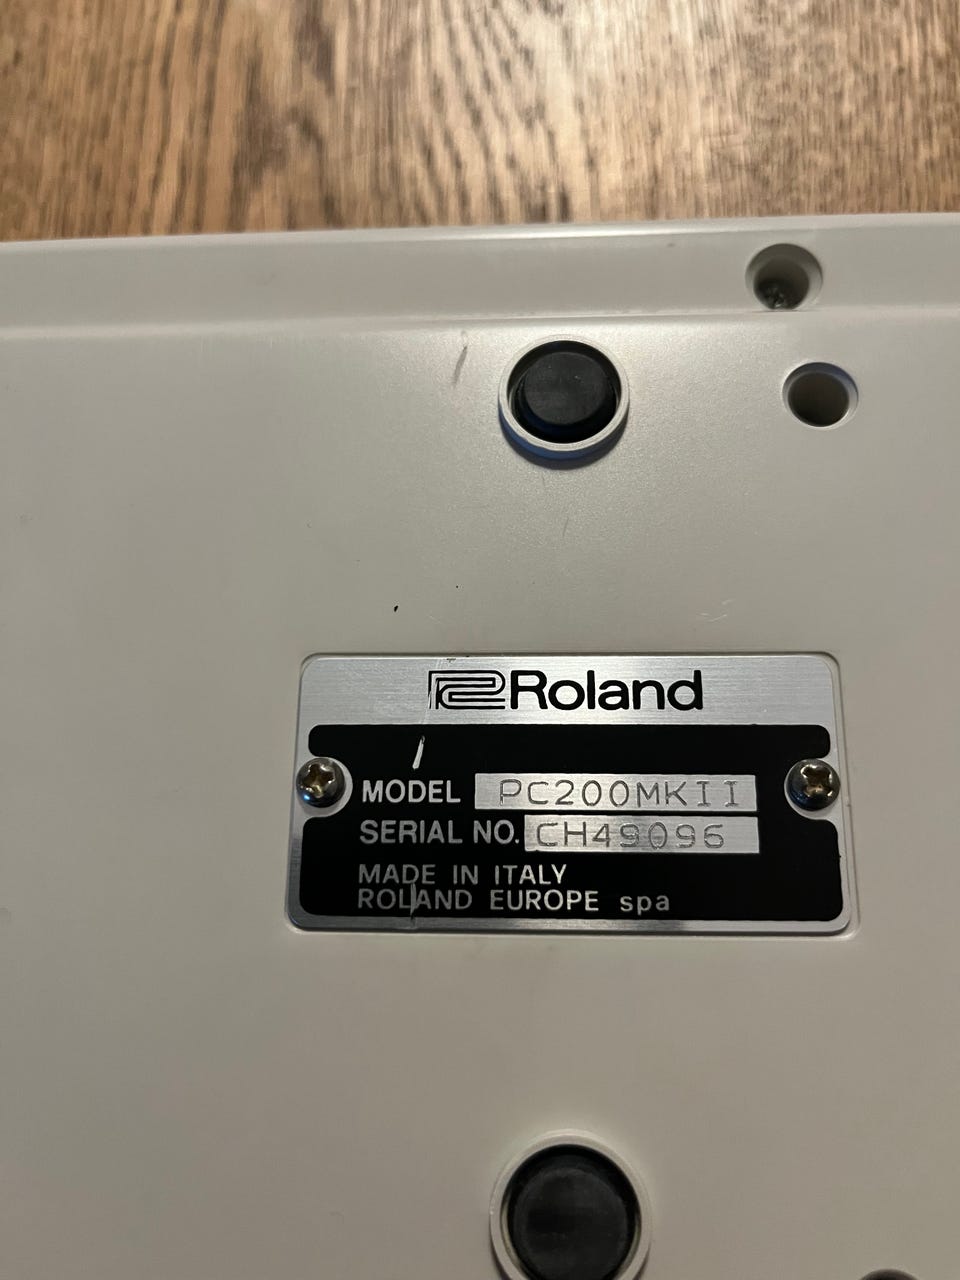 Roland
MODEL PC200MKII
SERIAL NO. CH49096
MADE IN ITALY
ROLAND EUROPE spa